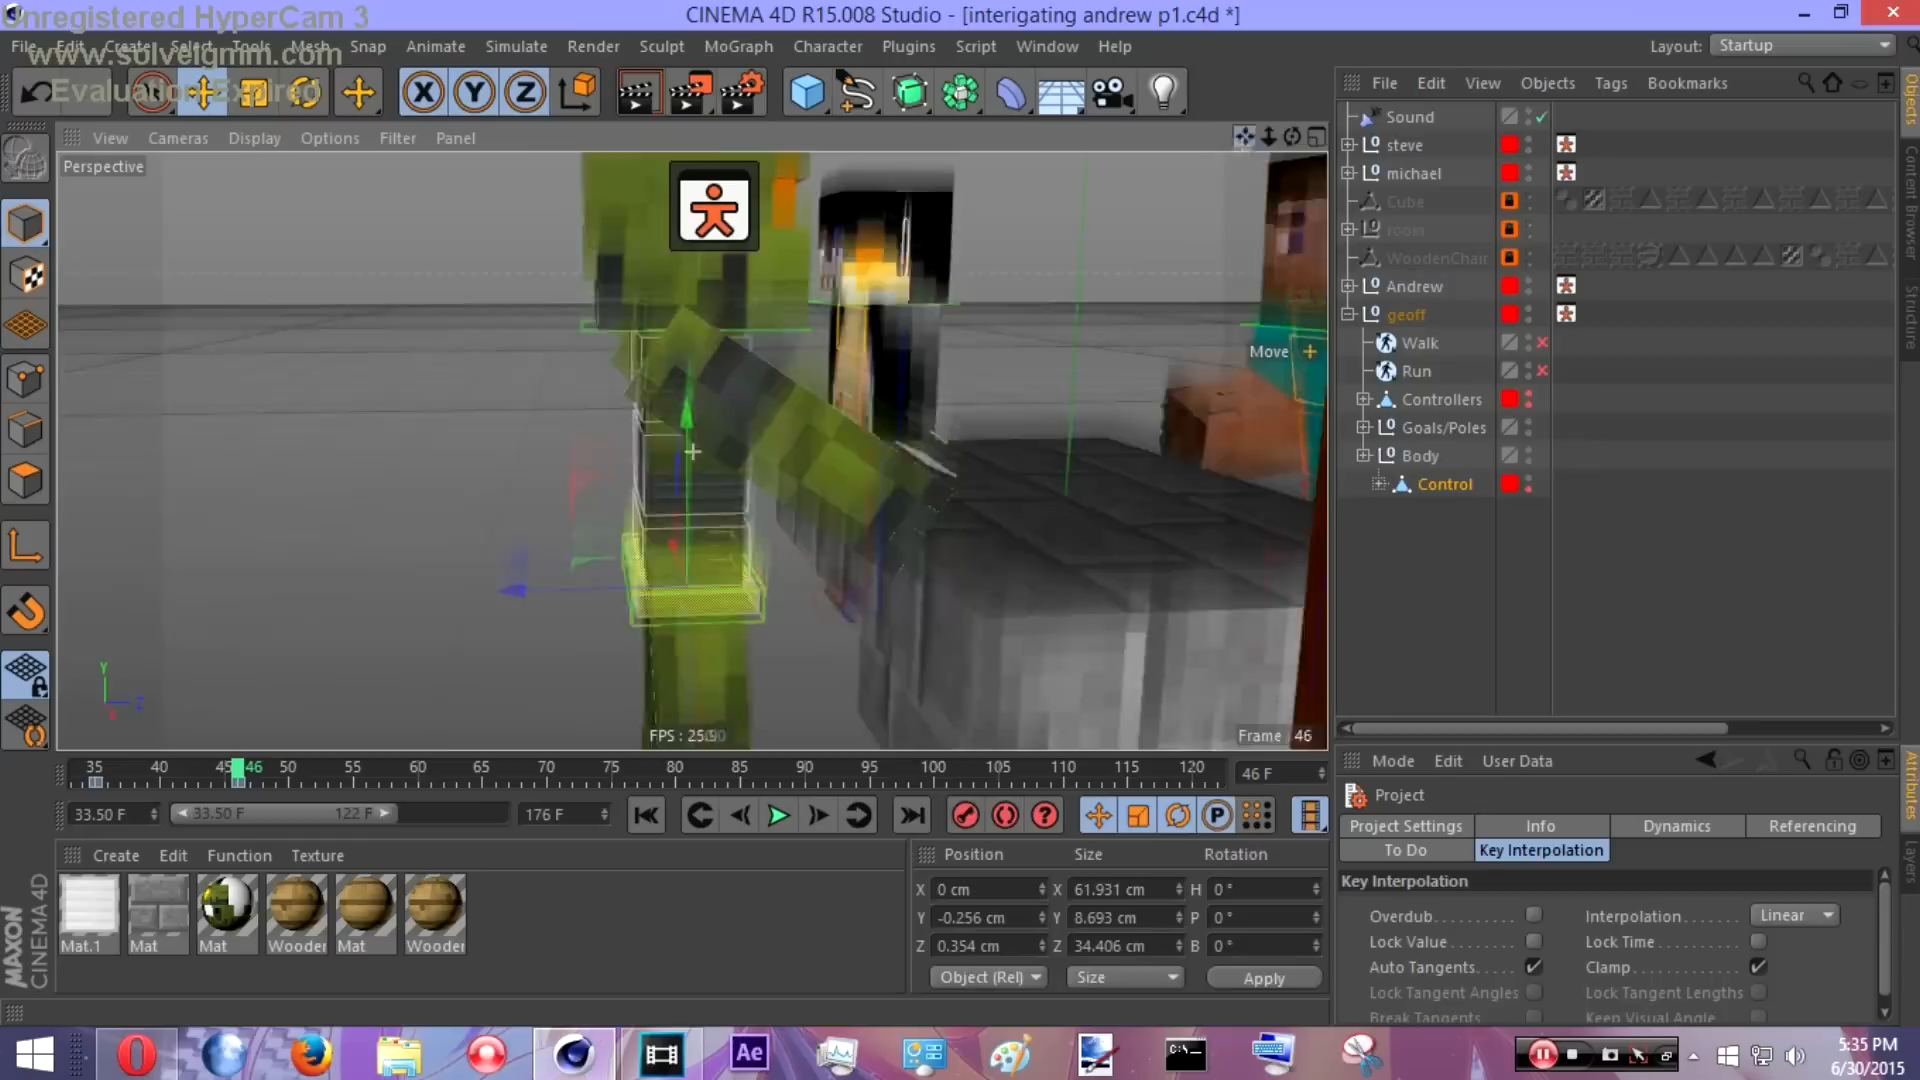 Unregistered HyperCam 3
CINEMA 4D R15.008 Studio - [interigating andrew p1.c4d *]
www.solveigmm.com
Evaluation Expired
File Edit Create Select Tools Mesh Snap Animate Simulate Render Sculpt MoGraph Character Plugins Script Window Help
Layout: Startup
X Y Z
File Edit View Objects Tags Bookmarks
View Cameras Display Options Filter Panel
Perspective
Move
FPS : 25
Frame 46
Sound
steve
michael
Cube
room
WoodenChair
Andrew
geoff
Walk
Run
Controllers
Goals/Poles
Body
Control
Objects
Content Browser
Structure
35 40 45 46 50 55 60 65 70 75 80 85 90 95 100 105 110 115 120
46 F
33.50 F 33.50 F 122 F 176 F
P
Create Edit Function Texture
Mat.1 Mat Mat Wooder Mat Wooder
MAXON
CINEMA 4D
Position Size Rotation
X 0 cm X 61.931 cm H 0 °
Y -0.256 cm Y 8.693 cm P 0 °
Z 0.354 cm Z 34.406 cm B 0 °
Object (Rel) Size Apply
Mode Edit User Data
Project
Project Settings Info Dynamics Referencing
To Do Key Interpolation
Key Interpolation
Overdub Interpolation Linear
Lock Value Lock Time
Auto Tangents Clamp
Lock Tangent Angles Lock Tangent Lengths
Break Tangents Keep Visual Angle
Attributes
Layers
Y
Z
X
Ae
C:\
5:35 PM
6/30/2015